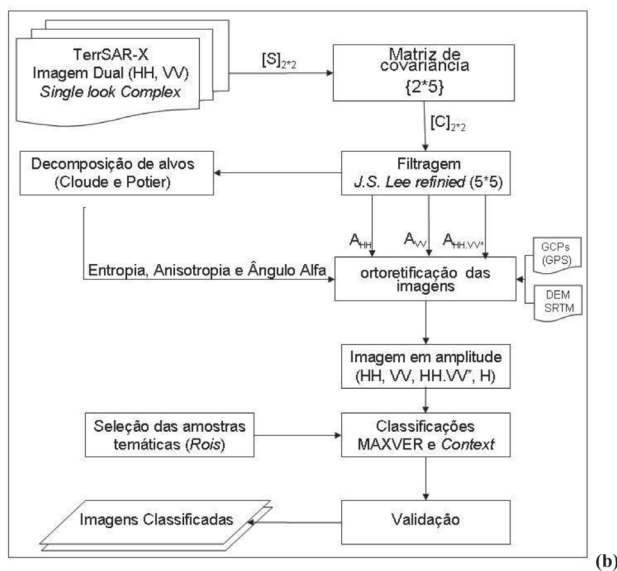 TerrSAR-X
Imagem Dual (HH, VV)
Single look Complex
[S]2*2
Matriz de
covariância
{2*5}
[C]2*2
Decomposição de alvos
(Cloude e Potier)
Filtragem
J.S. Lee refinied (5*5)
AHH
AVV
AHH.VV*
GCPs
(GPS)
Entropia, Anisotropia e Ângulo Alfa
ortoretificação das
imagens
DEM
SRTM
Imagem em amplitude
(HH, VV, HH.VV*, H)
Seleção das amostras
temáticas (Rois)
Classificações
MAXVER e Context
Imagens Classificadas
Validação
(b)